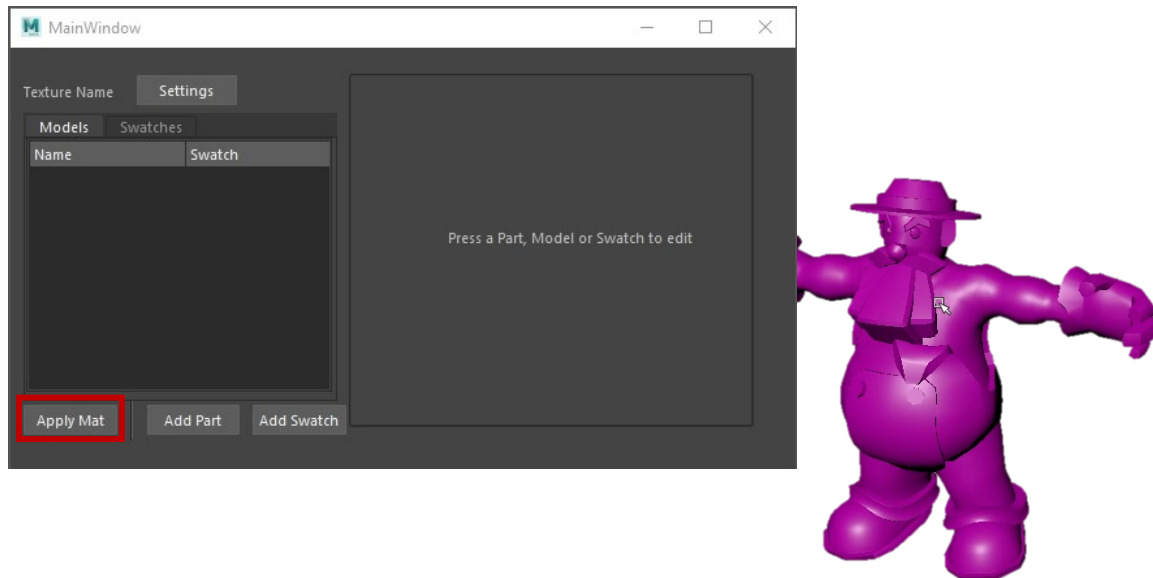 MainWindow
Texture Name
Settings
Models
Swatches
Name
Swatch
Press a Part, Model or Swatch to edit
Apply Mat
Add Part
Add Swatch